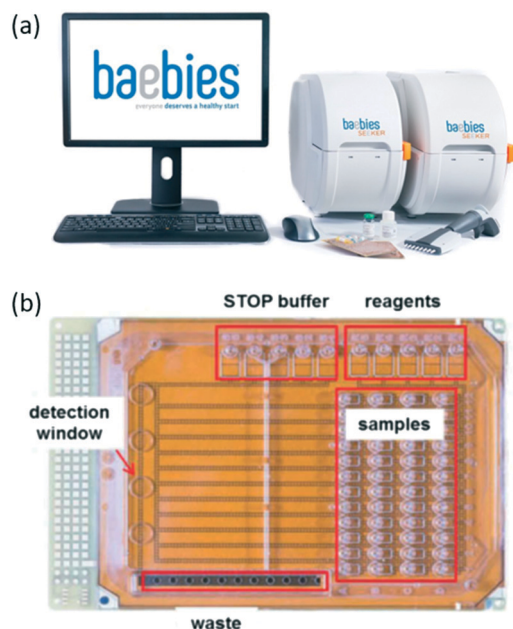 (a)
baebies
everyone deserves a healthy start
baebies
SEEKER
baebies
SEEKER
(b)
STOP buffer
reagents
detection
window
samples
waste